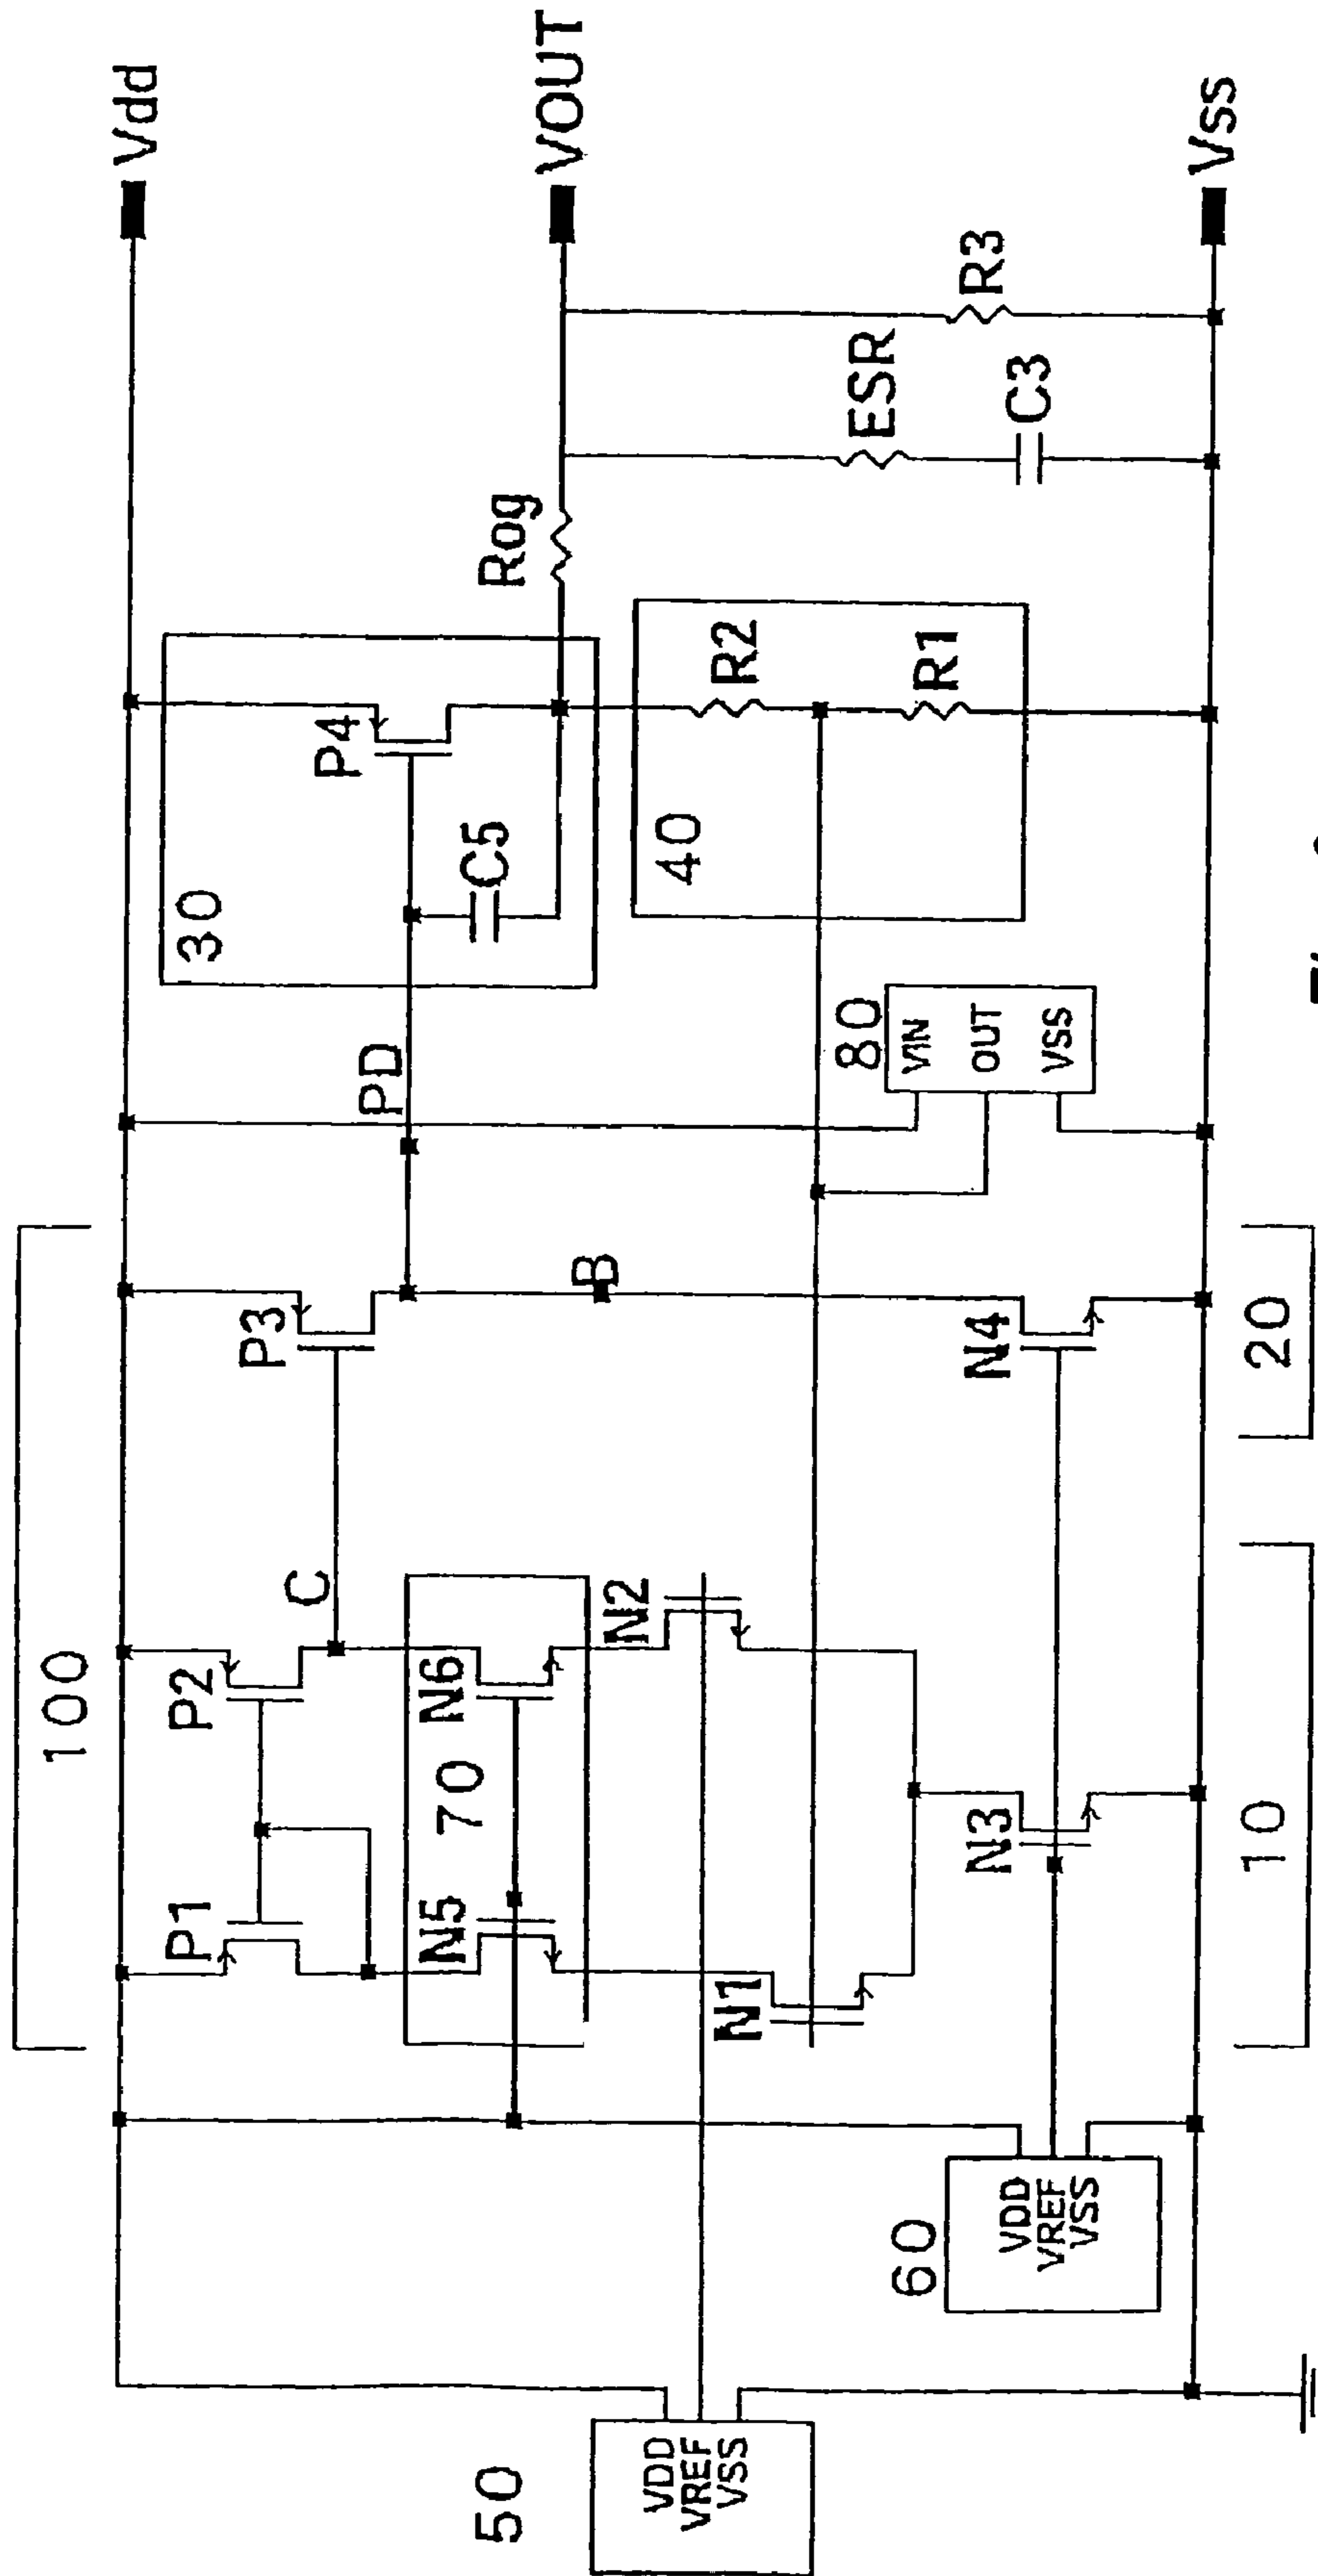 100
Vdd
P1
P2
P3
P4
30
C
PD
C5
Rog
VOUT
N5
70
N6
B
N2
40
R2
R1
ESR
C3
R3
50
VDD
VREF
VSS
N1
80
VIN
OUT
VSS
60
VDD
VREF
VSS
N3
N4
Vss
10
20